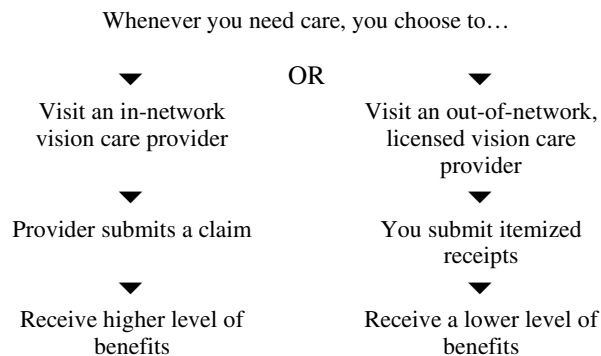 Whenever you need care, you choose to…
OR
Visit an in-network
vision care provider
Visit an out-of-network,
licensed vision care
provider
Provider submits a claim
You submit itemized
receipts
Receive higher level of
benefits
Receive a lower level of
benefits